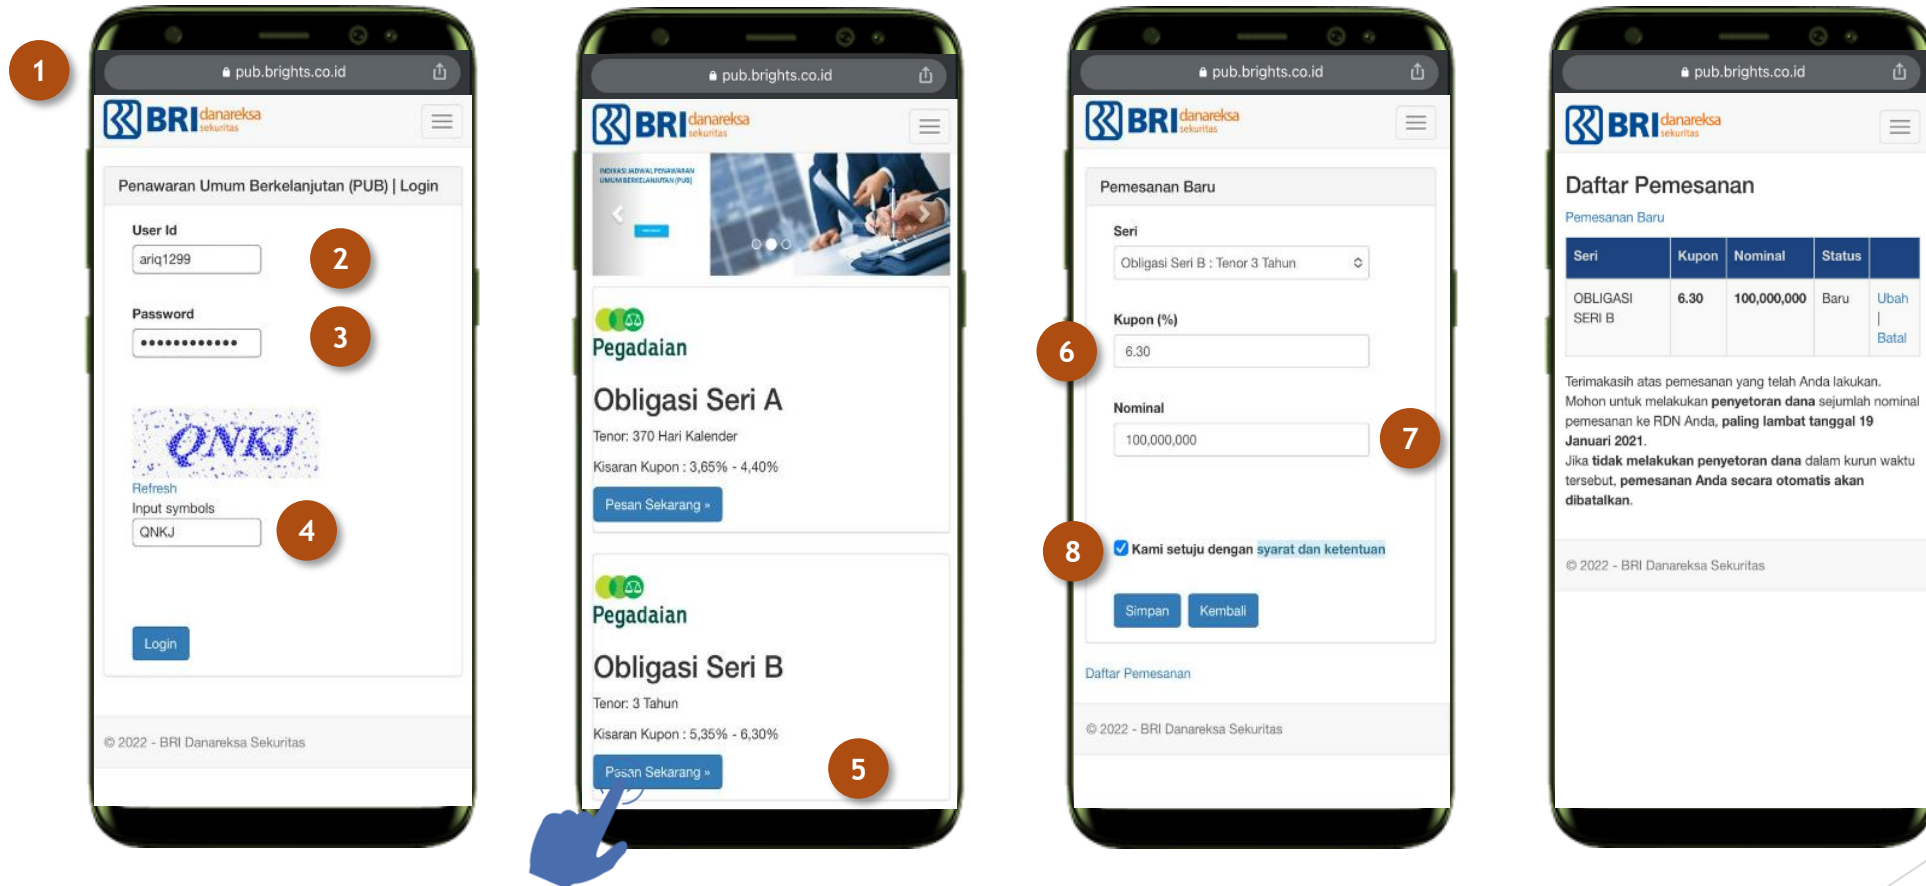 1
pub.brights.co.id
BRI danareksa sekuritas
Penawaran Umum Berkelanjutan (PUB) | Login
User Id
ariq1299
2
Password
••••••••••••
3
QNKJ
Refresh
Input symbols
QNKJ
4
Login
© 2022 - BRI Danareksa Sekuritas
pub.brights.co.id
BRI danareksa sekuritas
INDIKASI JADWAL PENAWARAN
UMUM BERKELANJUTAN (PUB)
Pegadaian
Obligasi Seri A
Tenor: 370 Hari Kalender
Kisaran Kupon : 3,65% - 4,40%
Pesan Sekarang »
Pegadaian
Obligasi Seri B
Tenor: 3 Tahun
Kisaran Kupon : 5,35% - 6,30%
Pesan Sekarang »
5
pub.brights.co.id
BRI danareksa sekuritas
Pemesanan Baru
Seri
Obligasi Seri B : Tenor 3 Tahun
Kupon (%)
6
6.30
Nominal
100,000,000
7
8
Kami setuju dengan syarat dan ketentuan
Simpan Kembali
Daftar Pemesanan
© 2022 - BRI Danareksa Sekuritas
pub.brights.co.id
BRI danareksa sekuritas
Daftar Pemesanan
Pemesanan Baru
Seri Kupon Nominal Status
OBLIGASI SERI B 6.30 100,000,000 Baru Ubah | Batal
Terimakasih atas pemesanan yang telah Anda lakukan.
Mohon untuk melakukan penyetoran dana sejumlah nominal
pemesanan ke RDN Anda, paling lambat tanggal 19
Januari 2021.
Jika tidak melakukan penyetoran dana dalam kurun waktu
tersebut, pemesanan Anda secara otomatis akan
dibatalkan.
© 2022 - BRI Danareksa Sekuritas